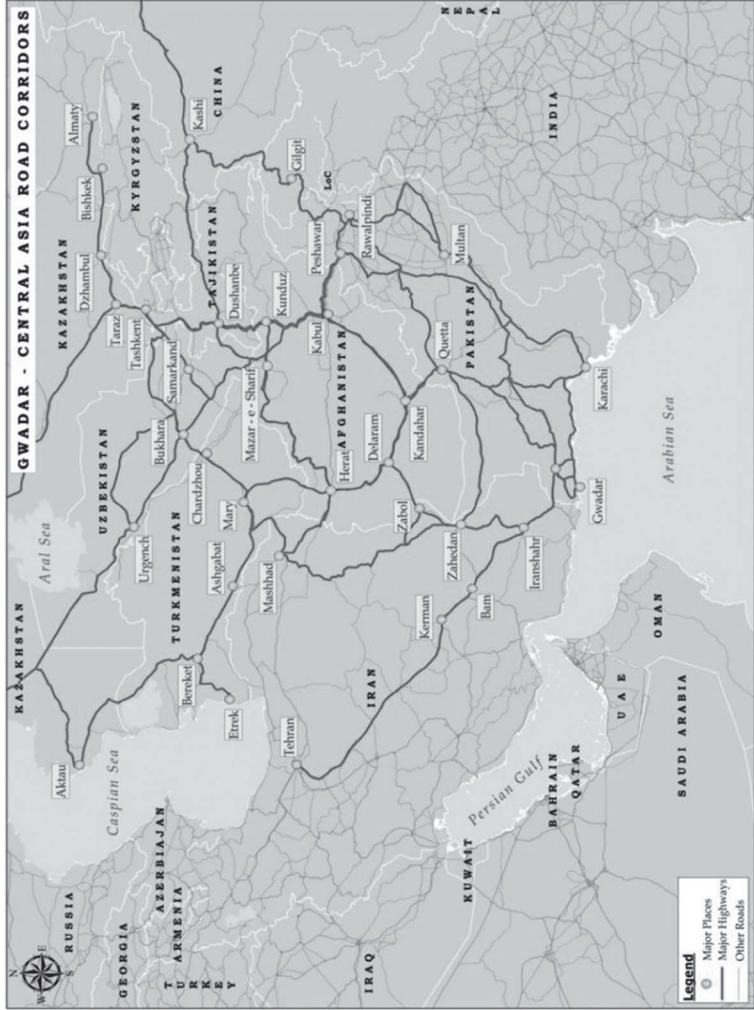 GWADAR - CENTRAL ASIA ROAD CORRIDORS
N
E
S
W
RUSSIA
KAZAKHSTAN
KAZAKHSTAN
Aral Sea
Aktau
Caspian Sea
GEORGIA
AZERBAIJAN
ARMENIA
TURKEY
UZBEKISTAN
Urgench
TURKMENISTAN
Bereket
Etrek
Ashgabat
Mary
Chardzhou
Bukhara
Samarkand
Tashkent
Taraz
Dzhambul
Bishkek
Almaty
KYRGYZSTAN
Kashi
CHINA
TAJIKISTAN
Dushanbe
Kunduz
Mazar - e - Sharif
Mashhad
Herat
AFGHANISTAN
Kabul
Peshawar
Rawalpindi
Gilgit
LoC
Tehran
IRAN
Kerman
Bam
Zahedan
Zabol
Delaram
Kandahar
Quetta
PAKISTAN
Multan
Iranshahr
Gwadar
Karachi
INDIA
NEPAL
IRAQ
KUWAIT
Persian Gulf
BAHRAIN
QATAR
UAE
OMAN
SAUDI ARABIA
Arabian Sea
Legend
Major Places
Major Highways
Other Roads